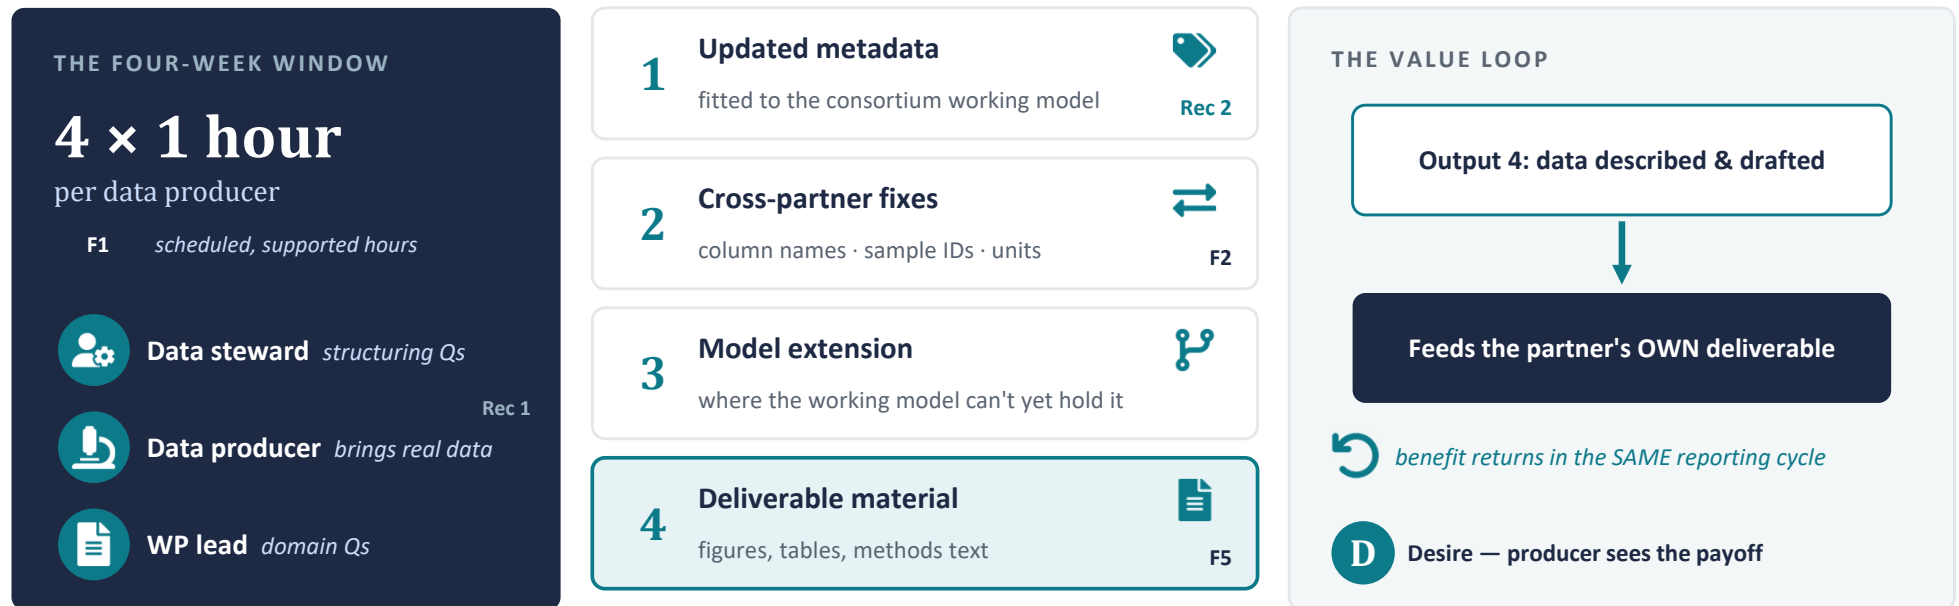 THE FOUR-WEEK WINDOW
4 × 1 hour
per data producer
F1 scheduled, supported hours
Data steward structuring Qs
Rec 1
Data producer brings real data
WP lead domain Qs
1
Updated metadata
fitted to the consortium working model
Rec 2
2
Cross-partner fixes
column names · sample IDs · units
F2
3
Model extension
where the working model can't yet hold it
4
Deliverable material
figures, tables, methods text
F5
THE VALUE LOOP
Output 4: data described & drafted
Feeds the partner's OWN deliverable
benefit returns in the SAME reporting cycle
D Desire — producer sees the payoff